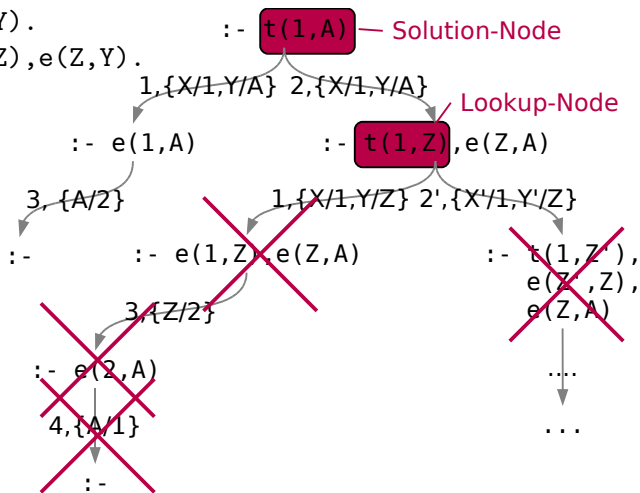 Y). :- t(1,A) Solution-Node
Z),e(Z,Y).
1,{X/1,Y/A} 2,{X/1,Y/A}
Lookup-Node
:- e(1,A) :- t(1,Z),e(Z,A)
3, {A/2} 1,{X/1,Y/Z} 2',{X'/1,Y'/Z}
:- :- e(1,Z),e(Z,A) :- t(1,Z'),
e(Z',Z),
e(Z,A)
3,{Z/2}
:- e(2,A) ....
4,{A/1} ...
:-